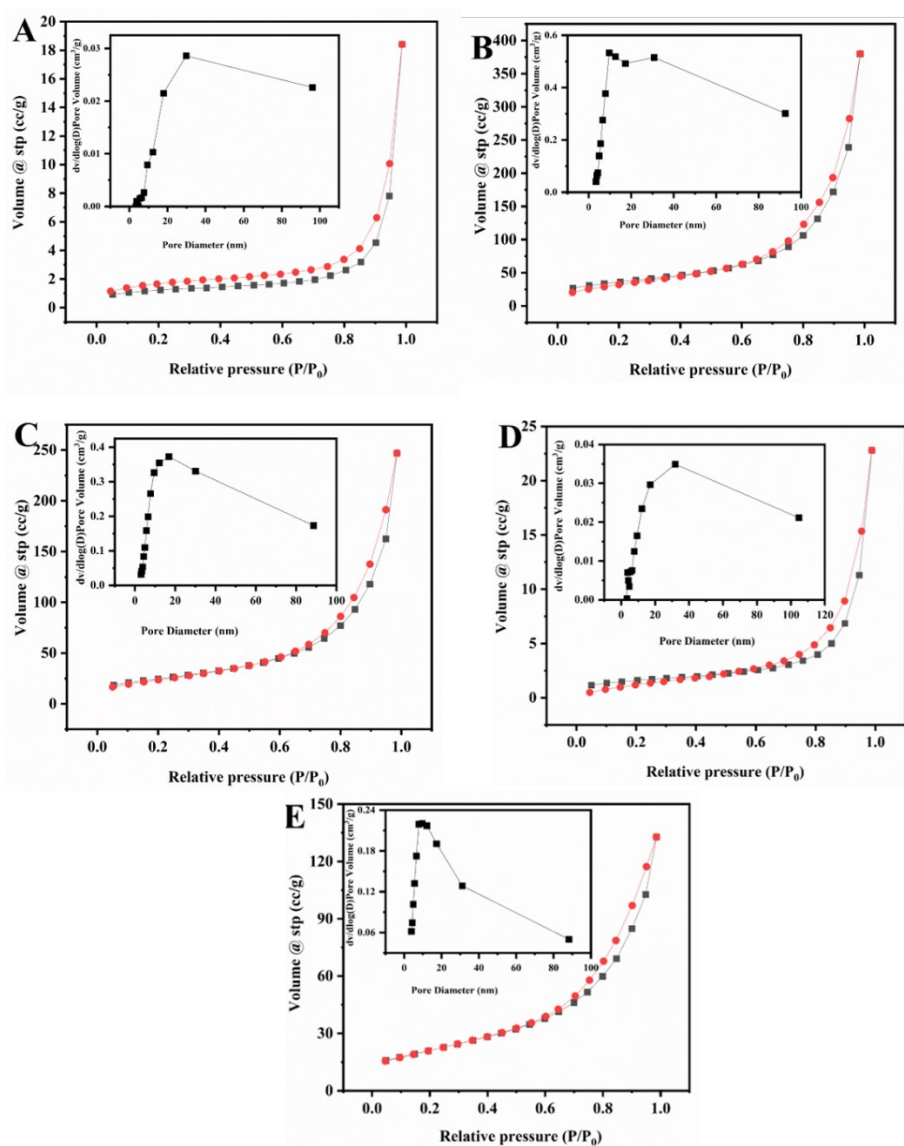 A
Volume @ stp (cc/g)
20
18
16
14
12
10
8
6
4
2
0
0.0 0.2 0.4 0.6 0.8 1.0
Relative pressure (P/P0)
dv/dlog(D)Pore Volume (cm3/g)
0.03
0.02
0.01
0.00
0 20 40 60 80 100
Pore Diameter (nm)
B
Volume @ stp (cc/g)
400
350
300
250
200
150
100
50
0
0.0 0.2 0.4 0.6 0.8 1.0
Relative pressure (P/P0)
dv/dlog(D)Pore Volume (cm3/g)
0.6
0.5
0.4
0.3
0.2
0.1
0.0
0 20 40 60 80 100
Pore Diameter (nm)
C
Volume @ stp (cc/g)
250
200
150
100
50
0
0.0 0.2 0.4 0.6 0.8 1.0
Relative pressure (P/P0)
dv/dlog(D)Pore Volume (cm3/g)
0.4
0.3
0.2
0.1
0.0
0 20 40 60 80 100
Pore Diameter (nm)
D
Volume @ stp (cc/g)
25
20
15
10
5
0
0.0 0.2 0.4 0.6 0.8 1.0
Relative pressure (P/P0)
dv/dlog(D)Pore Volume (cm3/g)
0.04
0.03
0.02
0.01
0.00
0 20 40 60 80 100 120
Pore Diameter (nm)
E
Volume @ stp (cc/g)
150
120
90
60
30
0
0.0 0.2 0.4 0.6 0.8 1.0
Relative pressure (P/P0)
dv/dlog(D)Pore Volume (cm3/g)
0.24
0.18
0.12
0.06
0 20 40 60 80 100
Pore Diameter (nm)